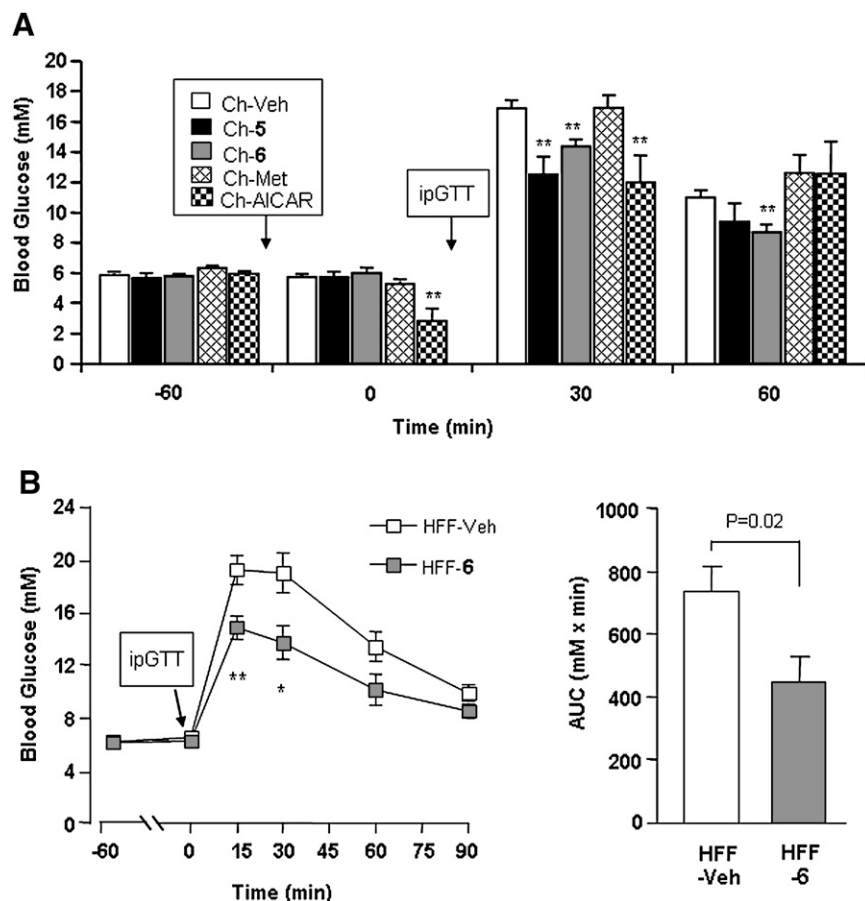 A
20
18
16
14
12
10
8
6
4
2
0
Blood Glucose (mM)
Ch-Veh
Ch-5
Ch-6
Ch-Met
Ch-AICAR
ipGTT
**
**
**
**
**
-60
0
30
60
Time (min)
B
24
20
16
12
8
4
0
Blood Glucose (mM)
HFF-Veh
HFF-6
ipGTT
**
*
-60
0
15
30
45
60
75
90
Time (min)
1000
800
600
400
200
0
AUC (mM x min)
P=0.02
HFF
-Veh
HFF
-6